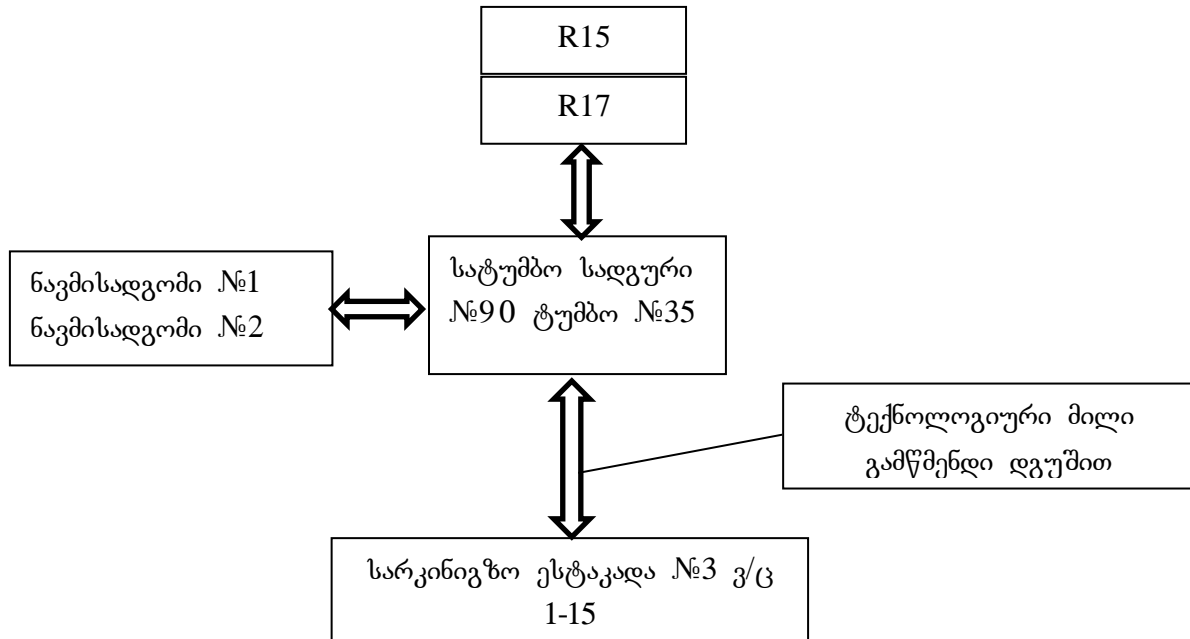 R15
R17
ნავმისადგომი №1
ნავმისადგომი №2
სატუმბო სადგური
№90 ტუმბო №35
ტექნოლოგიური მილი
გამწმენდი დგუშით
სარკინიგზო ესტაკადა №3 ვ/ც
1-15